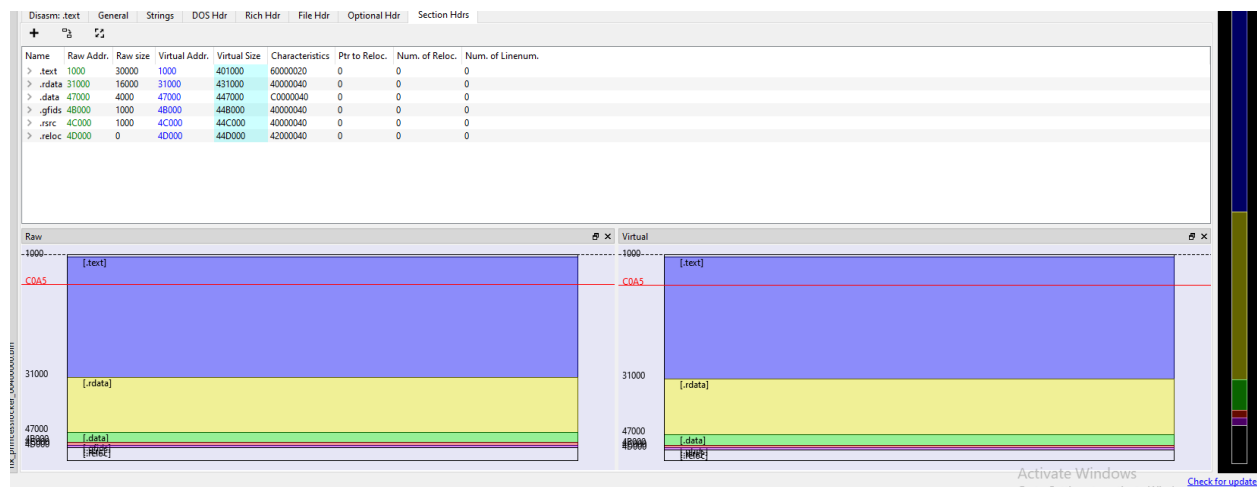 Disasm: .text General Strings DOS Hdr Rich Hdr File Hdr Optional Hdr Section Hdrs
Name Raw Addr. Raw size Virtual Addr. Virtual Size Characteristics Ptr to Reloc. Num. of Reloc. Num. of Linenum.
> .text 1000 30000 1000 401000 60000020 0 0 0
> .rdata 31000 16000 31000 431000 40000040 0 0 0
> .data 47000 4000 47000 447000 C0000040 0 0 0
> .gfids 4B000 1000 4B000 44B000 40000040 0 0 0
> .rsrc 4C000 1000 4C000 44C000 40000040 0 0 0
> .reloc 4D000 0 4D000 44D000 42000040 0 0 0
Raw Virtual
1000 1000
[.text] [.text]
C0A5 C0A5
31000 31000
[.rdata] [.rdata]
47000 47000
[.data] [.data]
Activate Windows
Check for update